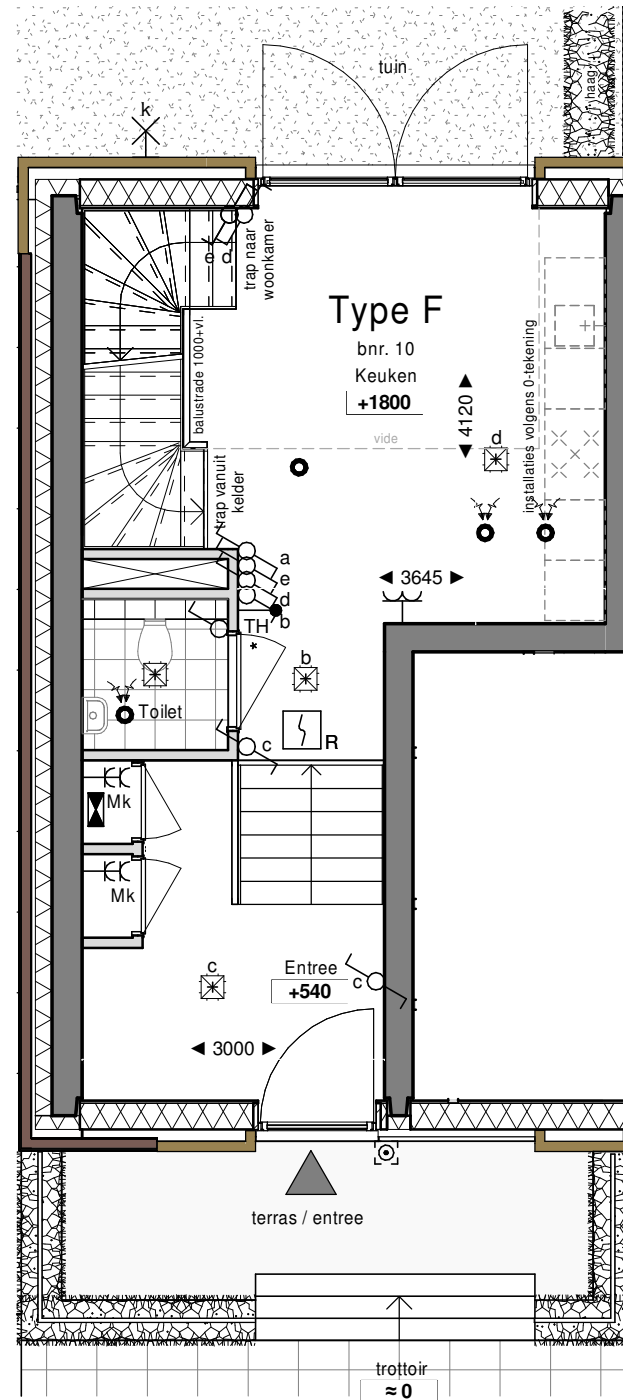 tuin
haag
k
e d
trap naar
woonkamer
Type F
bnr. 10
Keuken
+1800
balustrade 1000+vl.
4120
installaties volgens 0-tekening
vide
d
trap vanuit
kelder
a
e
d
b
3645
TH
*
b
Toilet
c
R
Mk
Mk
c
Entree
+540
c
3000
terras / entree
trottoir
≈ 0